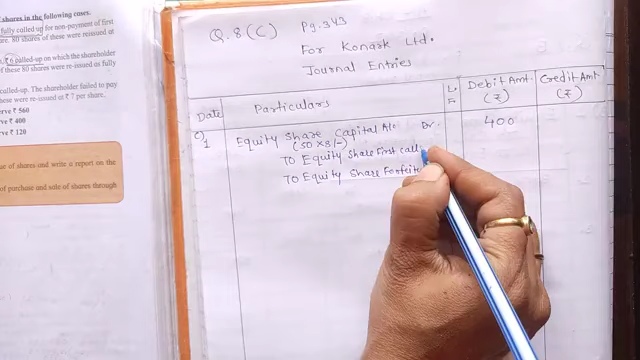 of shares in the following cases.
fully called up for non-payment of first
are. 80 shares of these were reissued at
₹6 called-up on which the shareholder
of these 80 shares were re-issued as fully
called-up. The shareholder failed to pay
these were re-issued at ₹ 7 per share.
rve ₹ 560
rve ₹ 400
rve ₹ 120
ue of shares and write a report on the
of purchase and sale of shares through
Q.8(C) Pg.343
For Konark Ltd.
Journal Entries
Date Particulars L.F Debit Amt. (₹) Credit Amt (₹)
C) 1 Equity Share Capital A/c Dr. 400
(50×8/-)
TO Equity Share First call
TO Equity Share Forfeite